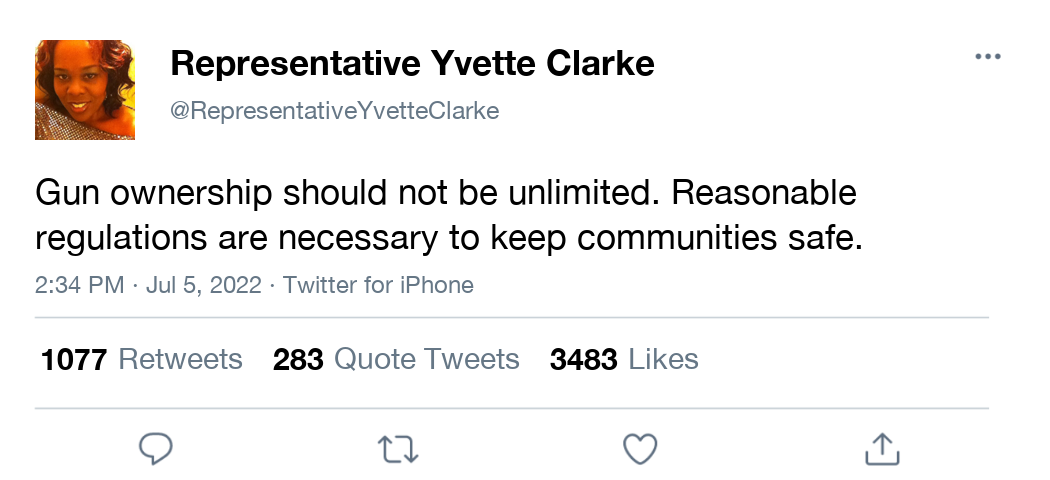 Representative Yvette Clarke
@RepresentativeYvetteClarke
Gun ownership should not be unlimited. Reasonable
regulations are necessary to keep communities safe.
2:34 PM · Jul 5, 2022 · Twitter for iPhone
1077 Retweets 283 Quote Tweets 3483 Likes